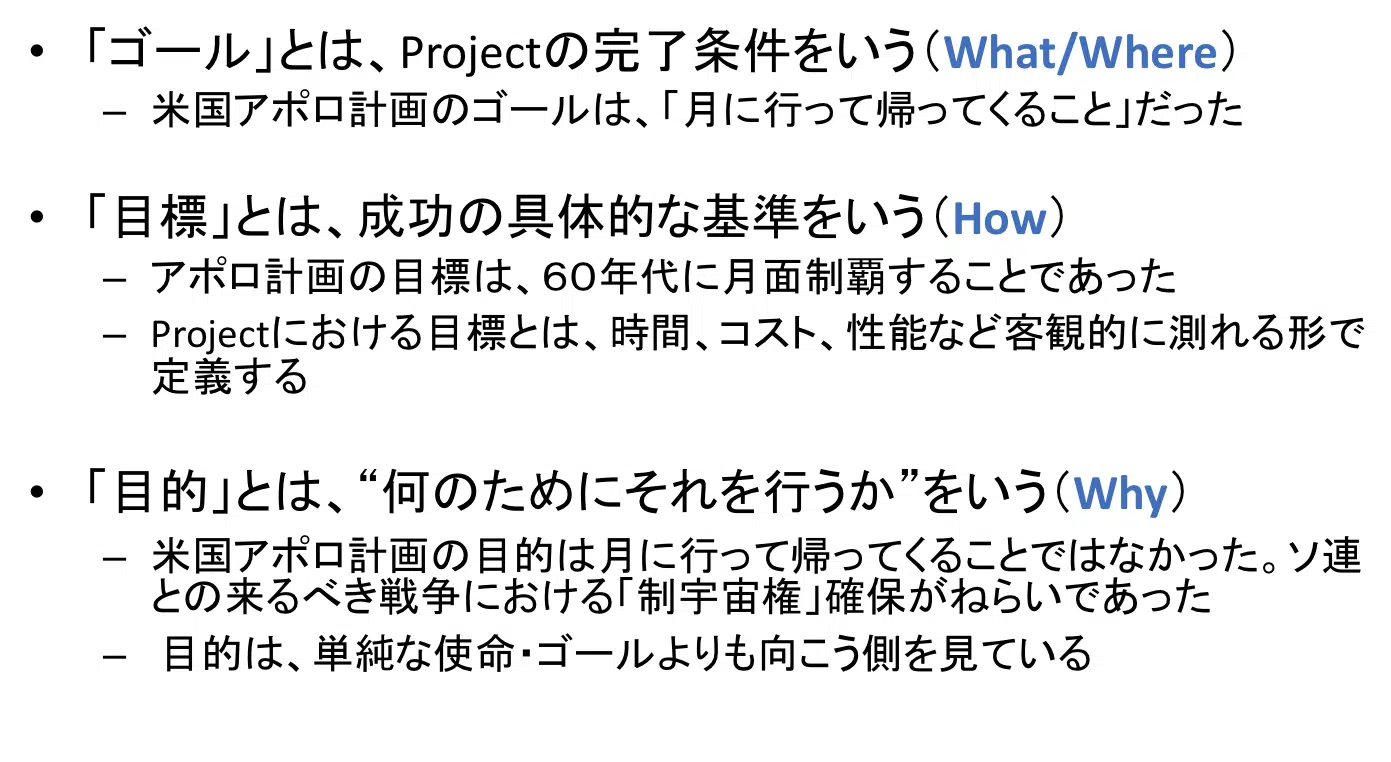 • 「ゴール」とは、Projectの完了条件をいう（What/Where）
– 米国アポロ計画のゴールは、「月に行って帰ってくること」だった
• 「目標」とは、成功の具体的な基準をいう（How）
– アポロ計画の目標は、６０年代に月面制覇することであった
– Projectにおける目標とは、時間、コスト、性能など客観的に測れる形で
定義する
• 「目的」とは、“何のためにそれを行うか”をいう（Why）
– 米国アポロ計画の目的は月に行って帰ってくることではなかった。ソ連
との来るべき戦争における「制宇宙権」確保がねらいであった
– 目的は、単純な使命・ゴールよりも向こう側を見ている